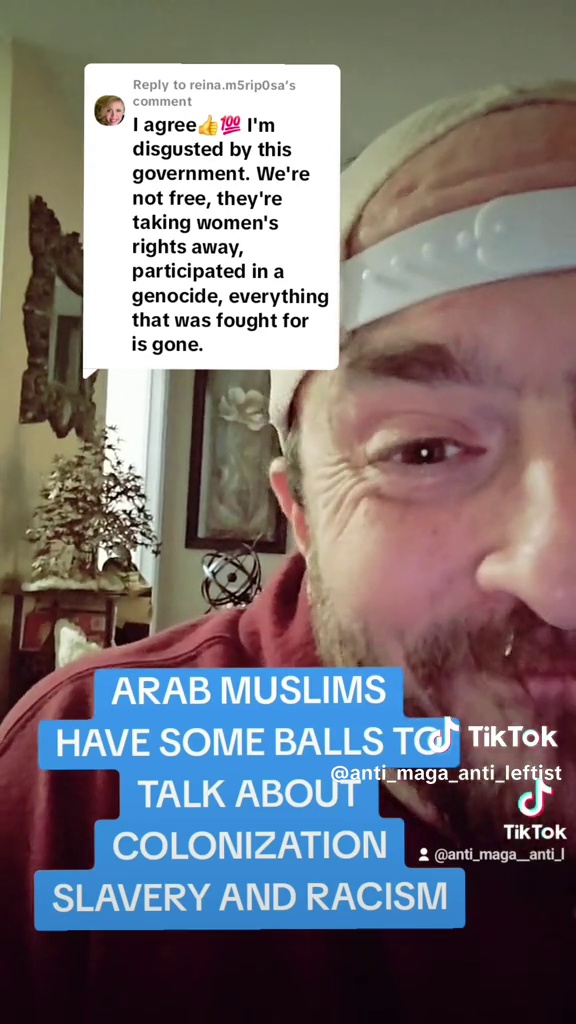 Reply to reina.m5rip0sa's
comment
I agree👍💯 I'm
disgusted by this
government. We're
not free, they're
taking women's
rights away,
participated in a
genocide, everything
that was fought for
is gone.
ARAB MUSLIMS
HAVE SOME BALLS TO
TikTok
@anti_maga_anti_leftist
TALK ABOUT
TikTok
COLONIZATION
@anti_maga__anti_l
SLAVERY AND RACISM